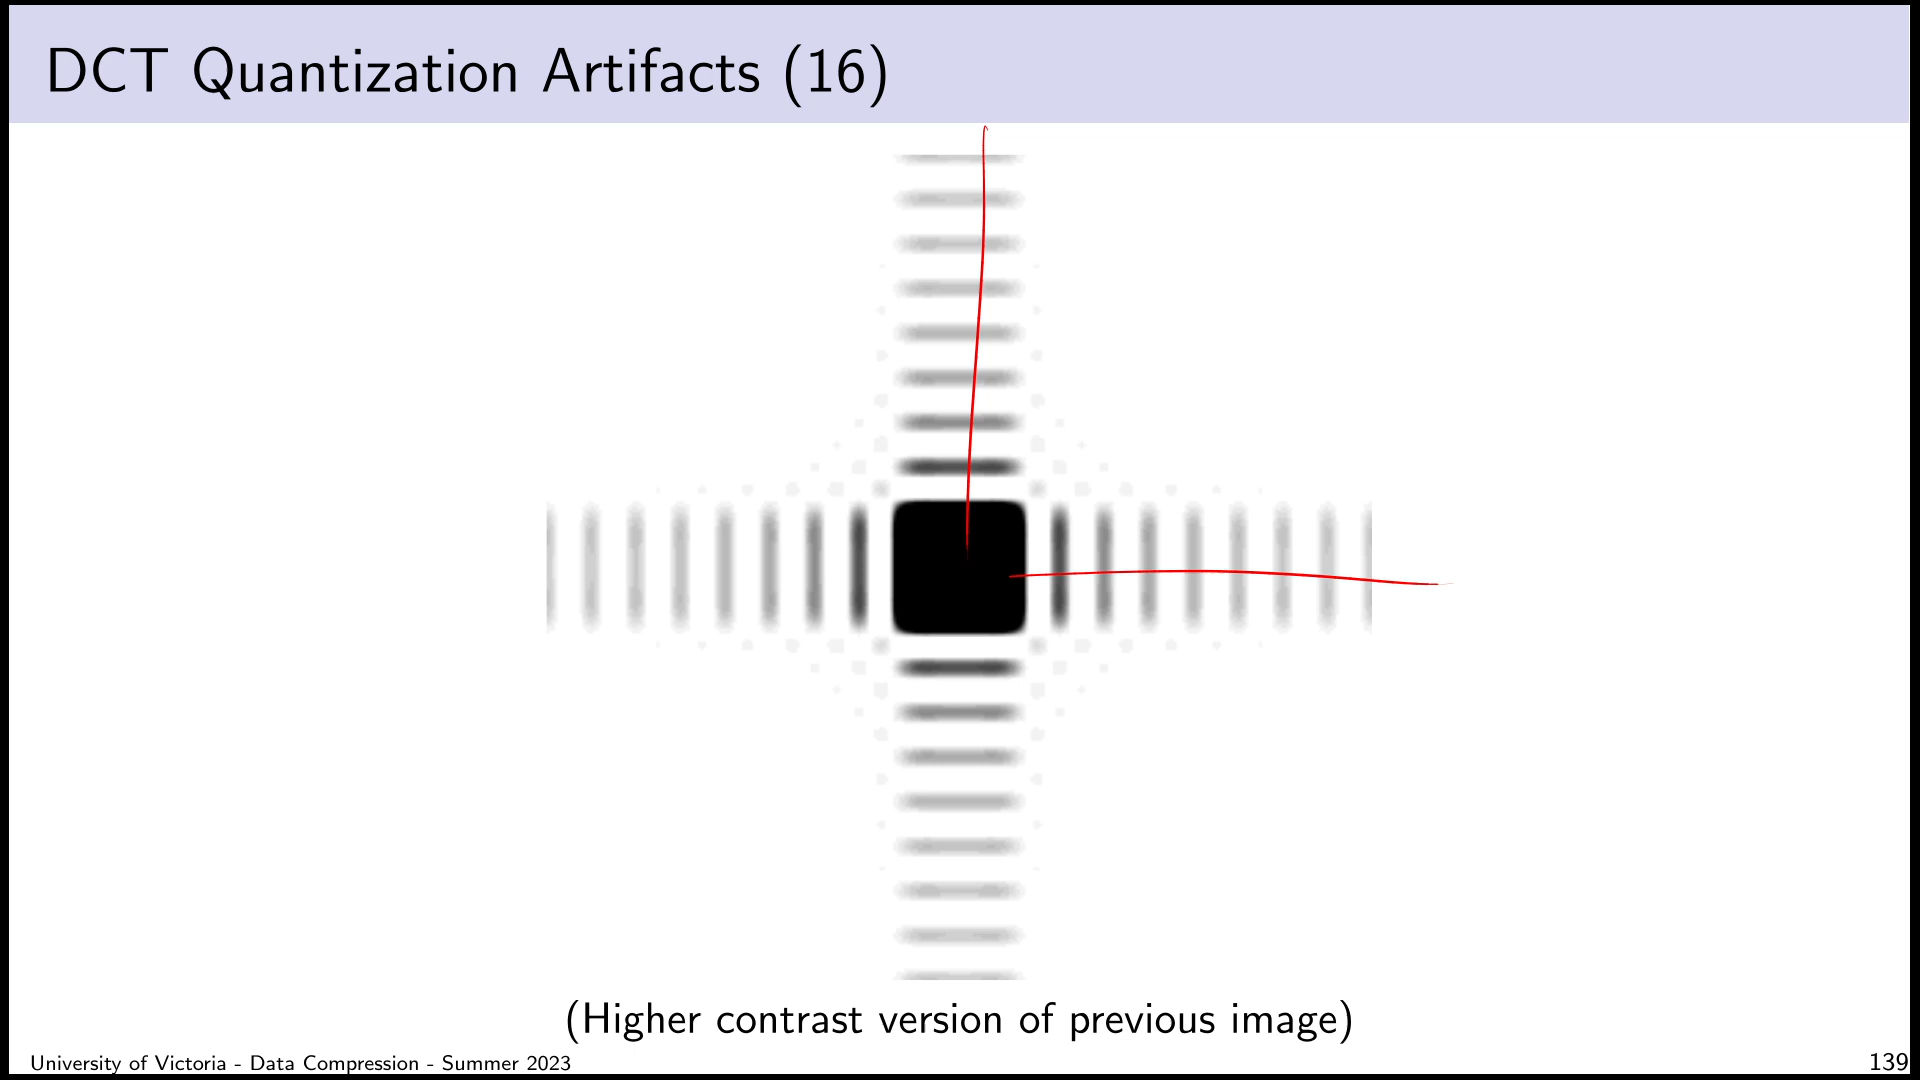 DCT Quantization Artifacts (16)
(Higher contrast version of previous image)
University of Victoria - Data Compression - Summer 2023
139